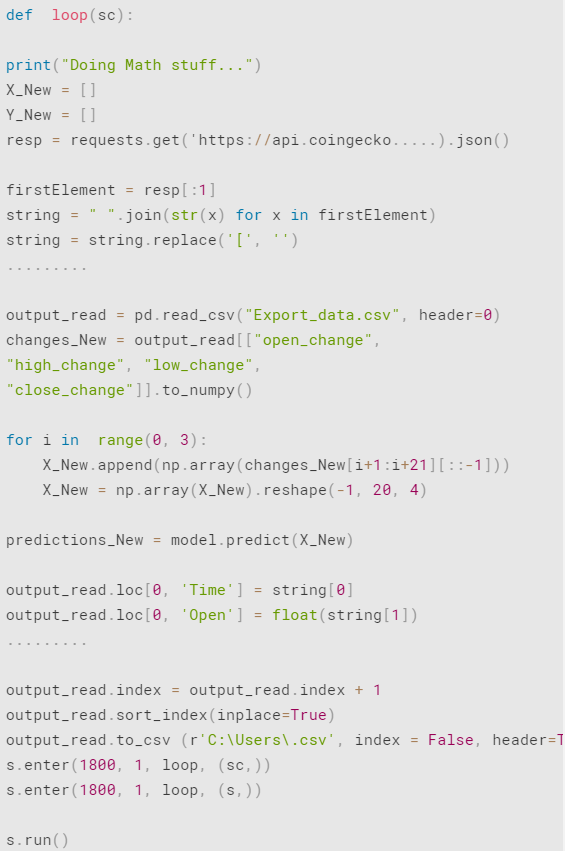 def  loop(sc):
print("Doing Math stuff...")
X_New = []
Y_New = []
resp = requests.get('https://api.coingecko.....).json()
firstElement = resp[:1]
string = " ".join(str(x) for x in firstElement)
string = string.replace('[', '')
.........
output_read = pd.read_csv("Export_data.csv", header=0)
changes_New = output_read[["open_change",
"high_change", "low_change",
"close_change"]].to_numpy()
for i in  range(0, 3):
    X_New.append(np.array(changes_New[i+1:i+21][::-1]))
    X_New = np.array(X_New).reshape(-1, 20, 4)
predictions_New = model.predict(X_New)
output_read.loc[0, 'Time'] = string[0]
output_read.loc[0, 'Open'] = float(string[1])
.........
output_read.index = output_read.index + 1
output_read.sort_index(inplace=True)
output_read.to_csv (r'C:\Users\.csv', index = False, header=T
s.enter(1800, 1, loop, (sc,))
s.enter(1800, 1, loop, (s,))
s.run()